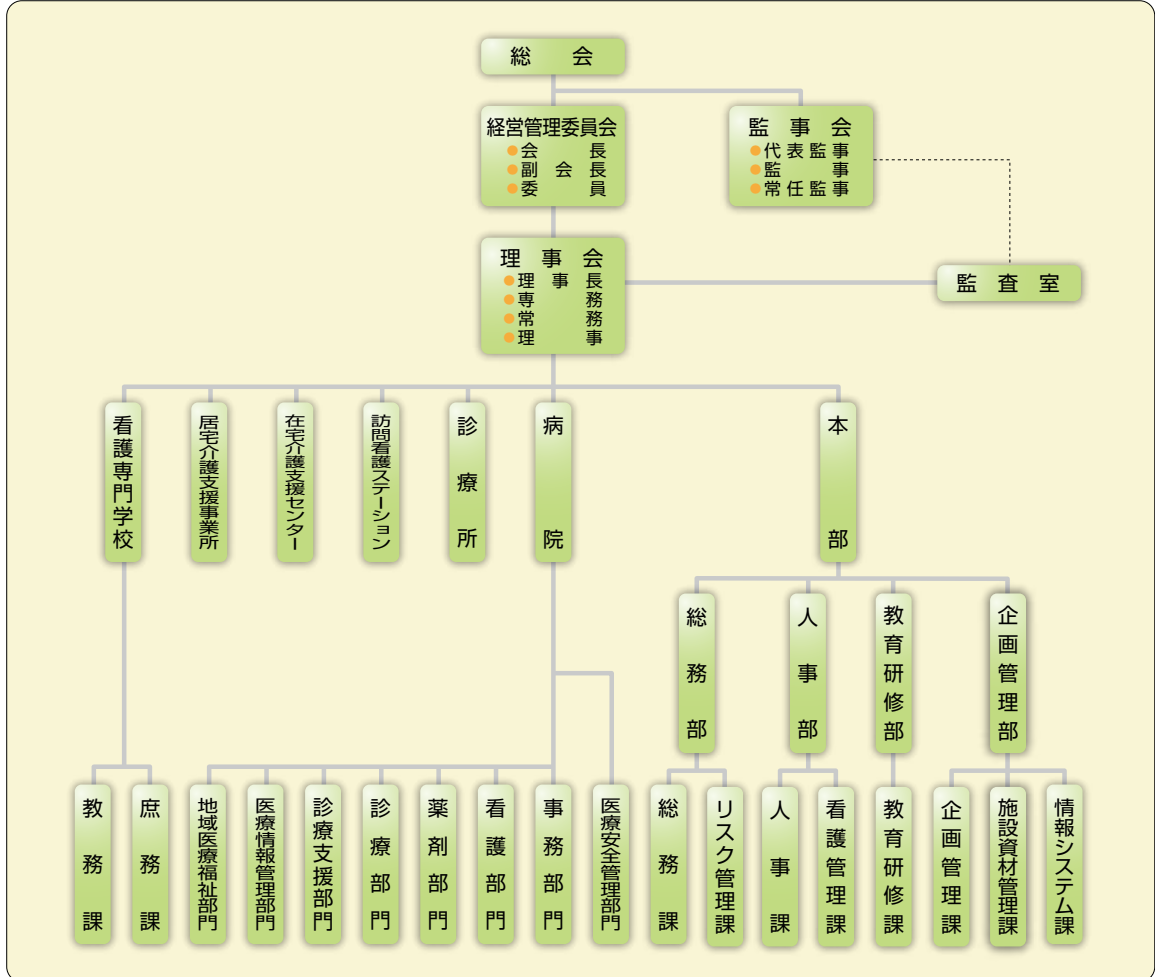 総会
経営管理委員会
●会長
●副会長
●委員
監事会
●代表監事
●監事
●常任監事
理事会
●理事長
●専務
●常務
●理事
監査室
看護専門学校
居宅介護支援事業所
在宅介護支援センター
訪問看護ステーション
診療所
病院
本部
総務部
人事部
教育研修部
企画管理部
教務課
庶務課
地域医療福祉部門
医療情報管理部門
診療支援部門
診療部門
薬剤部門
看護部門
事務部門
医療安全管理部門
総務課
リスク管理課
人事課
看護管理課
教育研修課
企画管理課
施設資材管理課
情報システム課